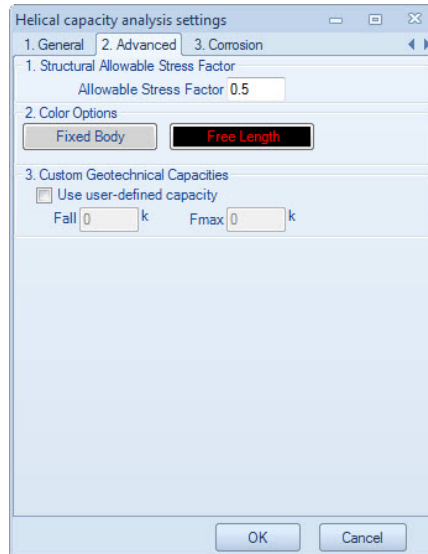 Helical capacity analysis settings
1. General 2. Advanced 3. Corrosion
1. Structural Allowable Stress Factor
Allowable Stress Factor 0.5
2. Color Options
Fixed Body Free Length
3. Custom Geotechnical Capacities
Use user-defined capacity
Fall 0 k Fmax 0 k
OK Cancel